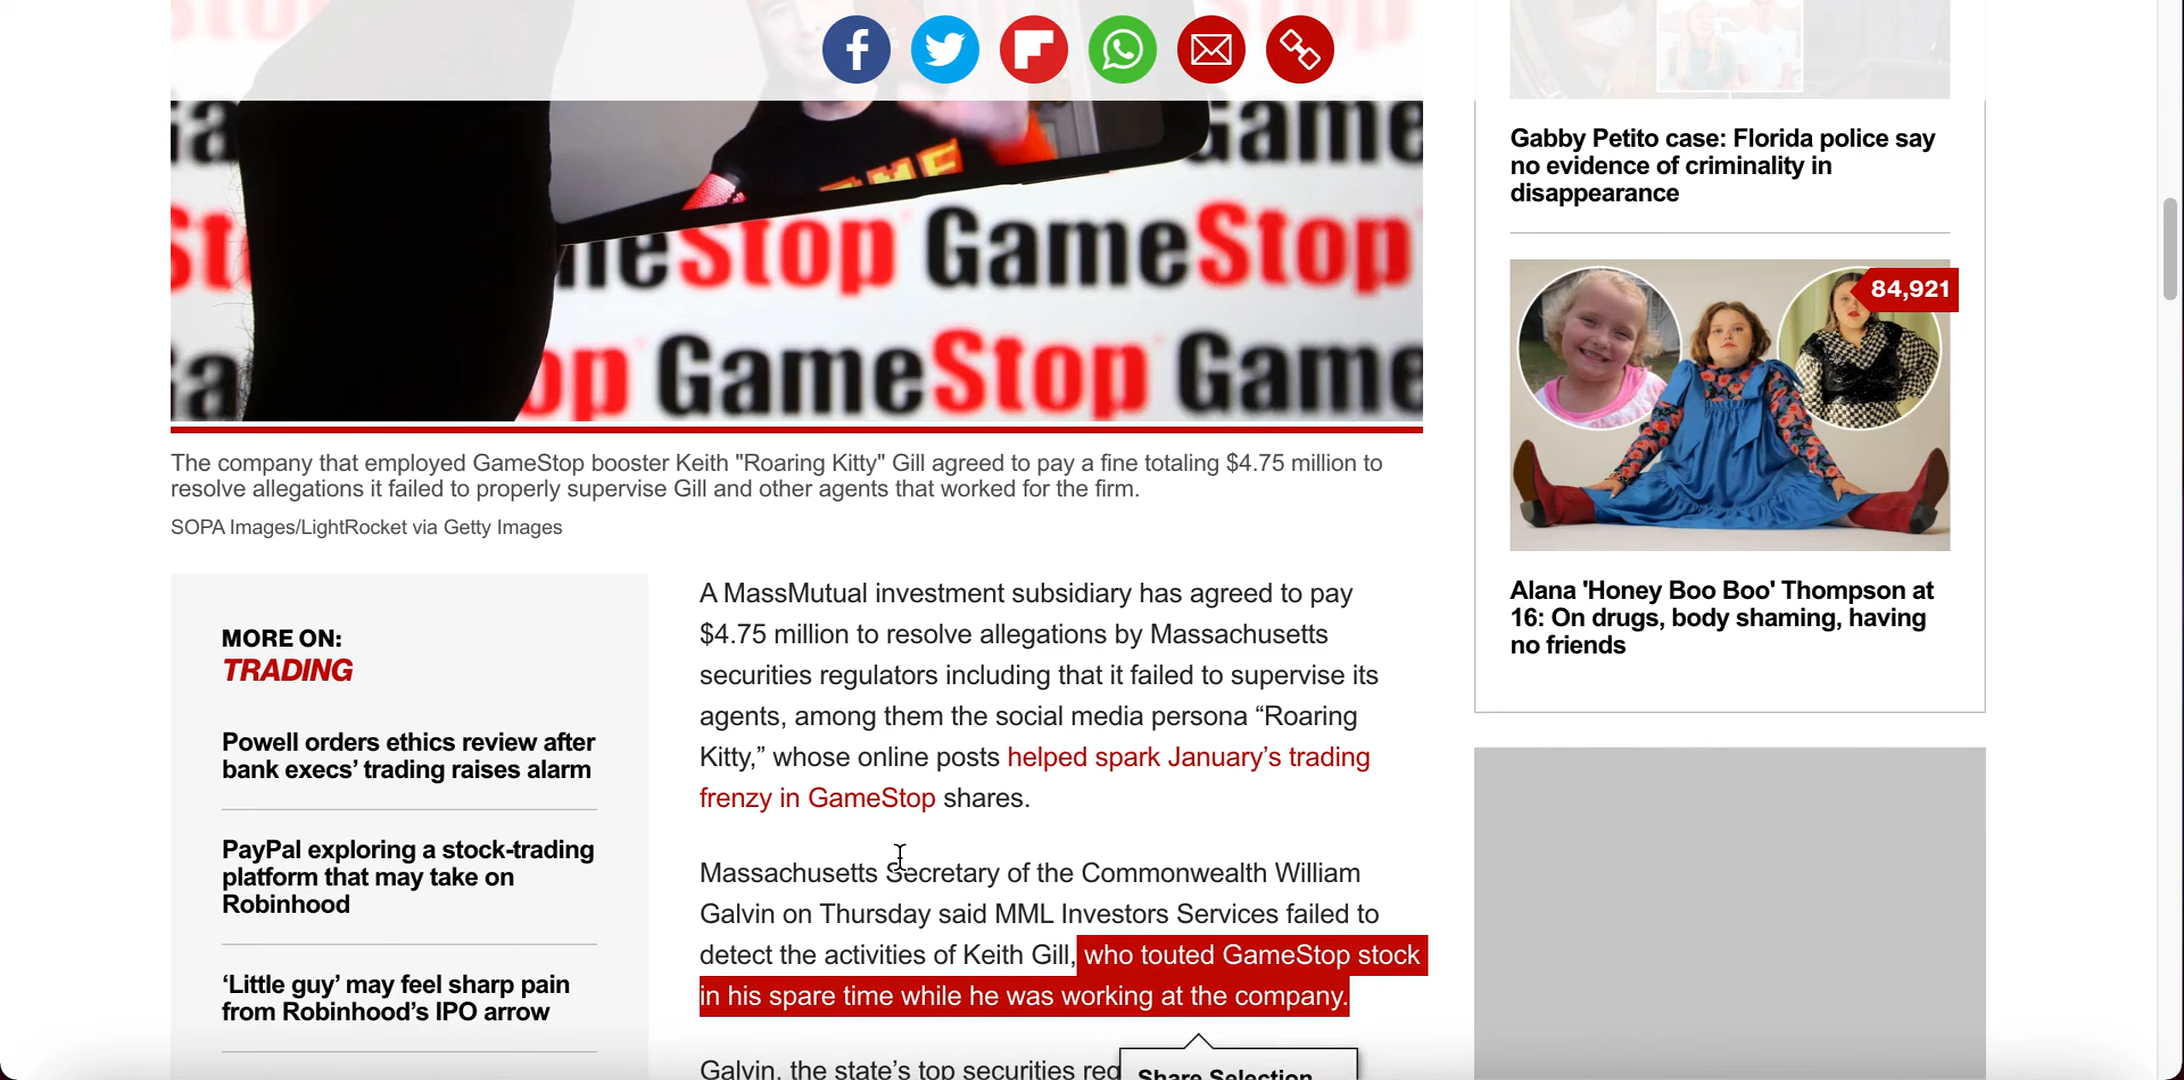 GameStop GameStop
GameStop
The company that employed GameStop booster Keith "Roaring Kitty" Gill agreed to pay a fine totaling $4.75 million to
resolve allegations it failed to properly supervise Gill and other agents that worked for the firm.
SOPA Images/LightRocket via Getty Images
MORE ON:
TRADING
Powell orders ethics review after
bank execs’ trading raises alarm
PayPal exploring a stock-trading
platform that may take on
Robinhood
‘Little guy’ may feel sharp pain
from Robinhood’s IPO arrow
A MassMutual investment subsidiary has agreed to pay
$4.75 million to resolve allegations by Massachusetts
securities regulators including that it failed to supervise its
agents, among them the social media persona “Roaring
Kitty,” whose online posts helped spark January’s trading
frenzy in GameStop shares.
Massachusetts Secretary of the Commonwealth William
Galvin on Thursday said MML Investors Services failed to
detect the activities of Keith Gill, who touted GameStop stock
in his spare time while he was working at the company.
Galvin, the state’s top securities reg
Share Selection
Gabby Petito case: Florida police say
no evidence of criminality in
disappearance
84,921
Alana 'Honey Boo Boo' Thompson at
16: On drugs, body shaming, having
no friends